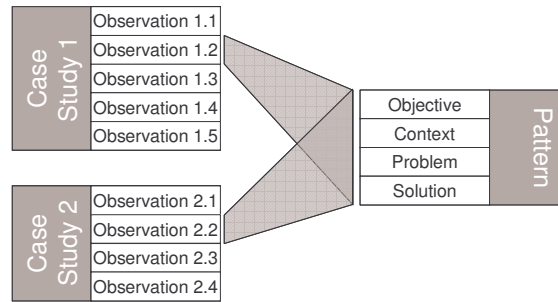 Case
Study 1
Observation 1.1
Observation 1.2
Observation 1.3
Observation 1.4
Observation 1.5
Case
Study 2
Observation 2.1
Observation 2.2
Observation 2.3
Observation 2.4
Objective
Context
Problem
Solution
Pattern